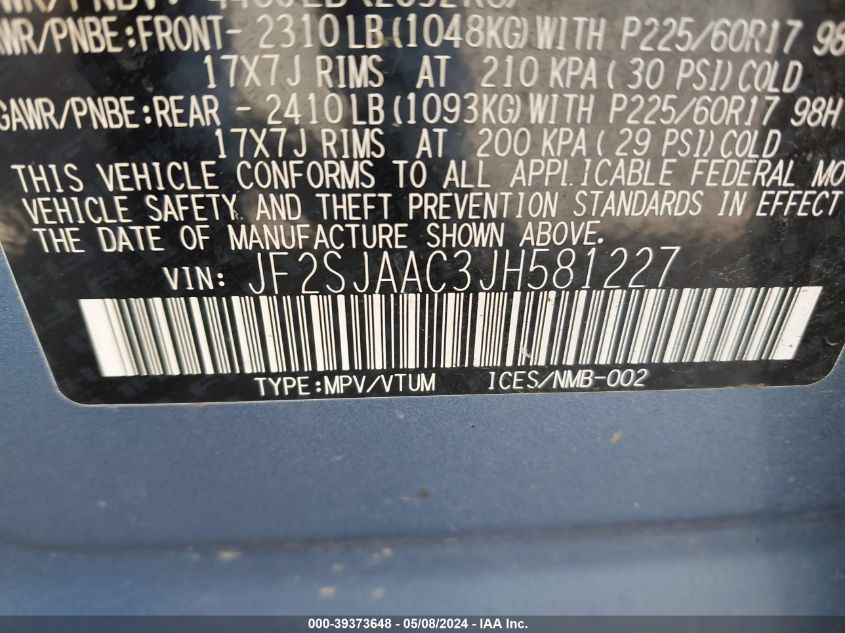 GAWR/PNBE:FRONT- 2310 LB (1048KG) WITH P225/60R17 98
17X7J RIMS AT 210 KPA ( 30 PSI) COLD
GAWR/PNBE:REAR - 2410 LB (1093KG) WITH P225/60R17 98H
17X7J RIMS AT 200 KPA ( 29 PSI) COLD
THIS VEHICLE CONFORMS TO ALL APPLICABLE FEDERAL MO
VEHICLE SAFETY AND THEFT PREVENTION STANDARDS IN EFFECT
THE DATE OF MANUFACTURE SHOWN ABOVE.
VIN: JF2SJAAC3JH581227
TYPE:MPV/VTUM ICES/NMB-002
000-39373648 - 05/08/2024 - COPYRIGHT © IAA, Inc.